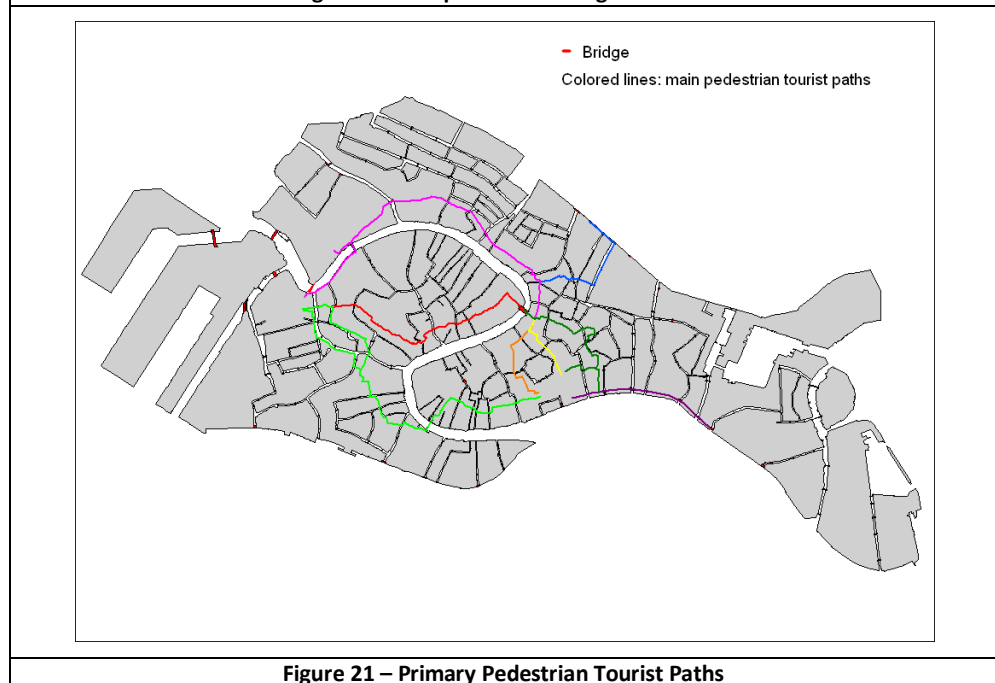 Bridge
Colored lines: main pedestrian tourist paths
Figure 21 – Primary Pedestrian Tourist Paths